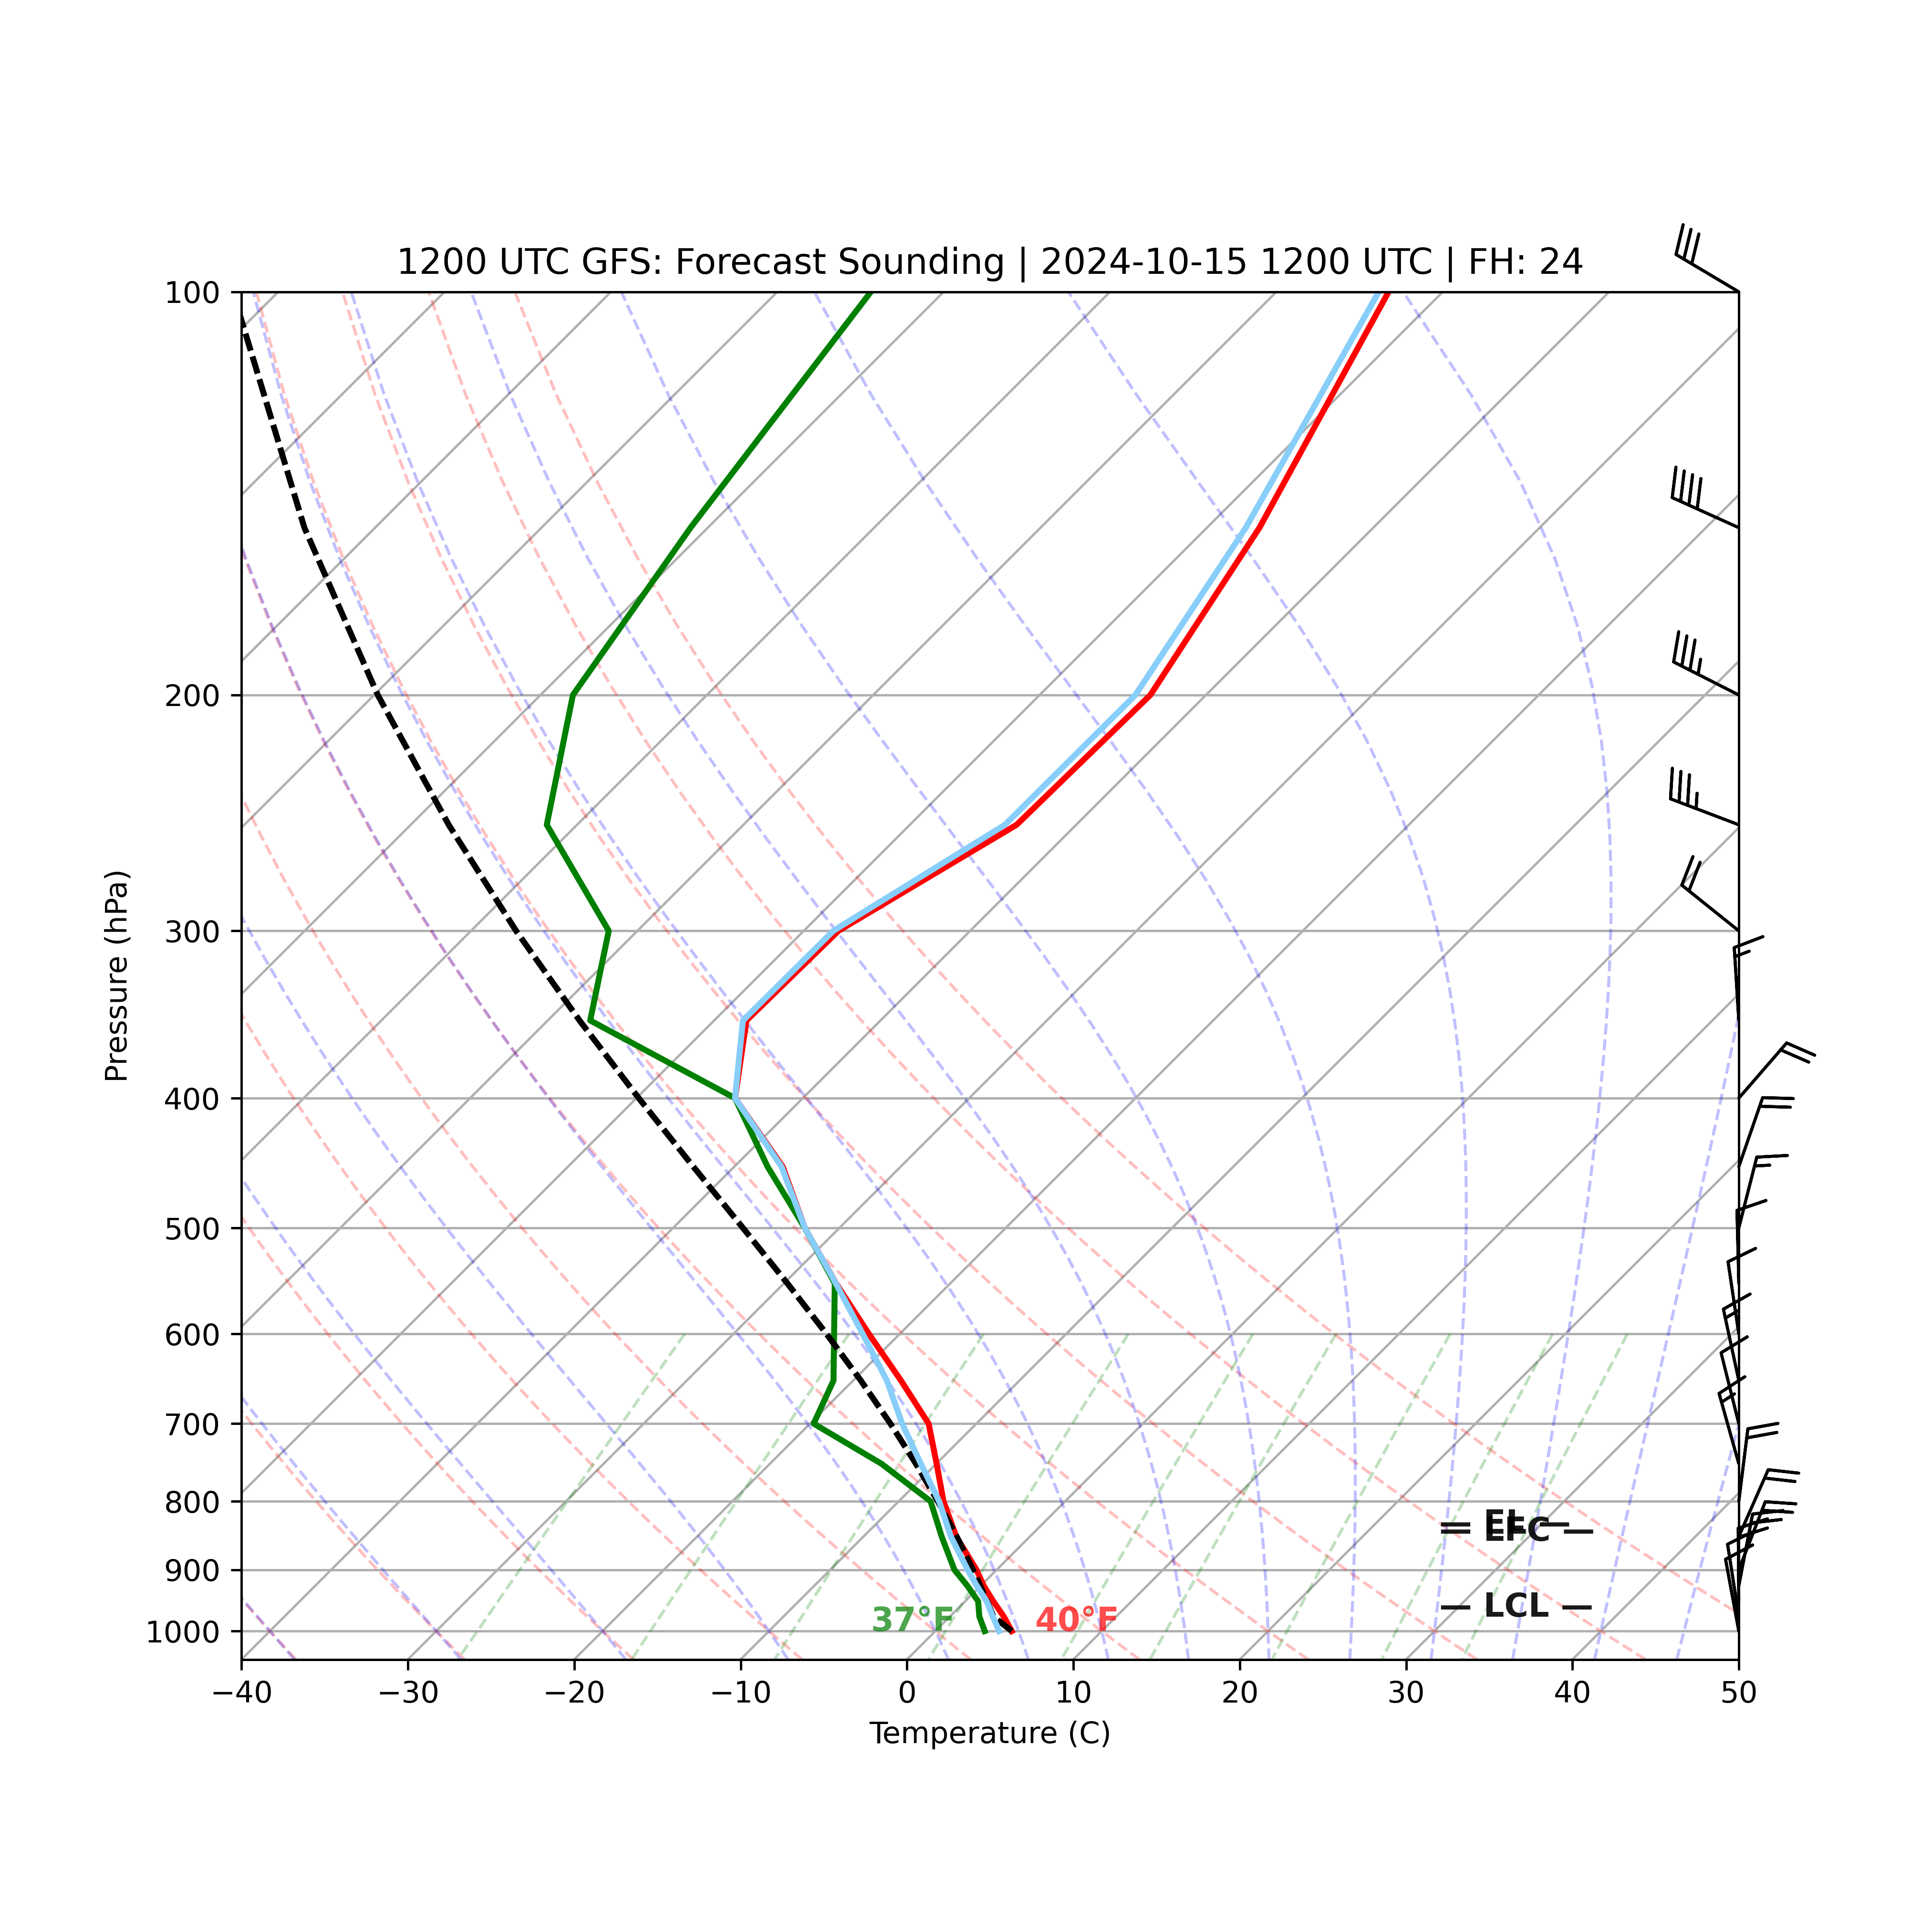 1200 UTC GFS: Forecast Sounding | 2024-10-15 1200 UTC | FH: 24
100
200
300
400
500
600
700
800
900
1000
Pressure (hPa)
— EL —
— LFC —
— LCL —
37°F
40°F
−40 −30 −20 −10 0 10 20 30 40 50
Temperature (C)